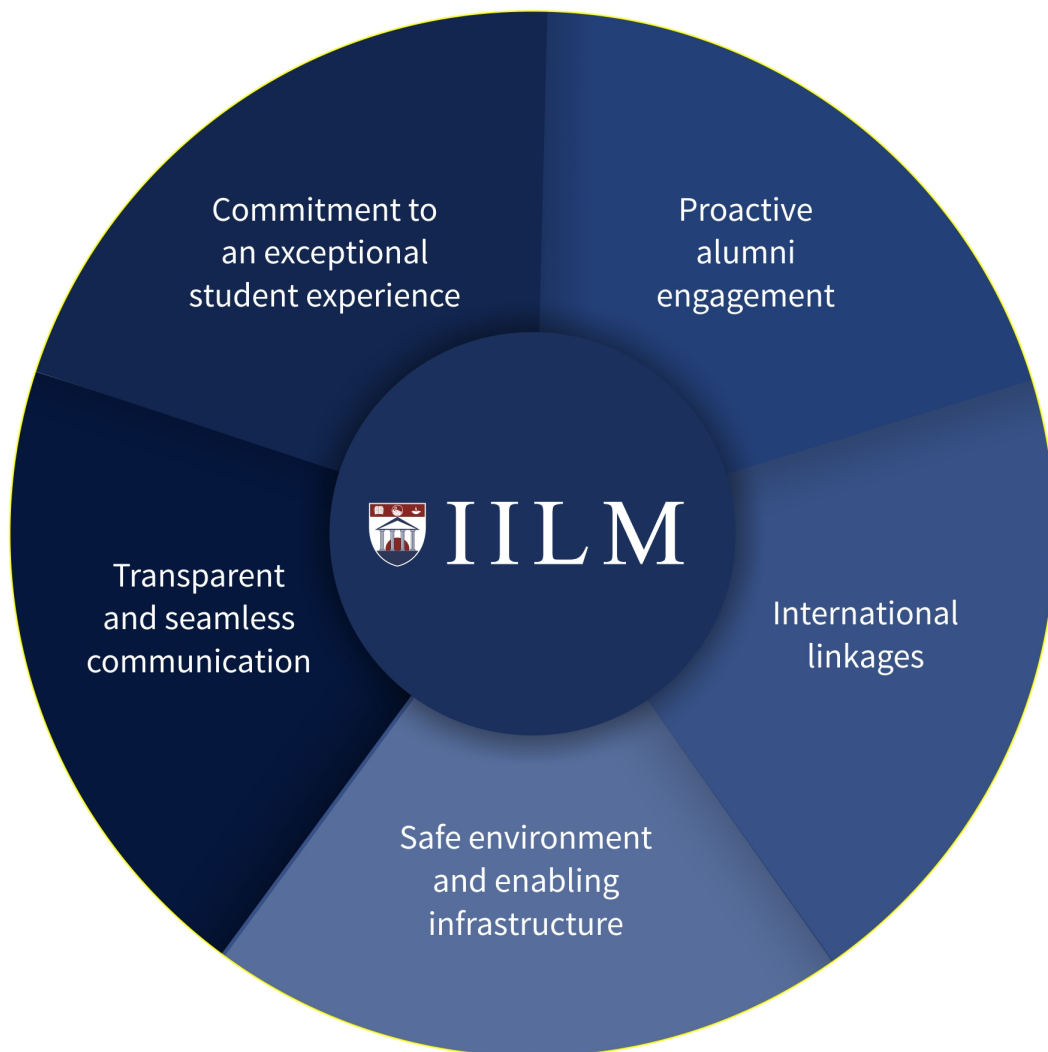 Commitment to
an exceptional
student experience
Proactive
alumni
engagement
IILM
Transparent
and seamless
communication
International
linkages
Safe environment
and enabling
infrastructure